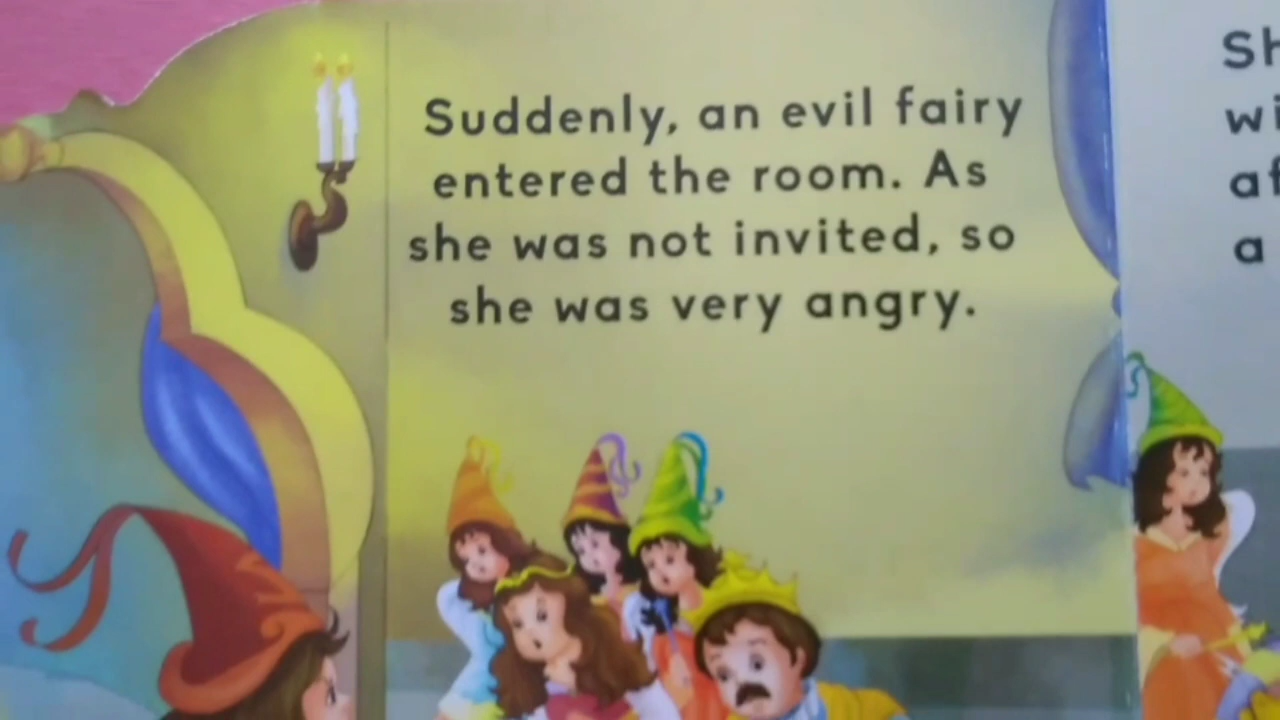 Suddenly, an evil fairy
entered the room. As
she was not invited, so
she was very angry.
a